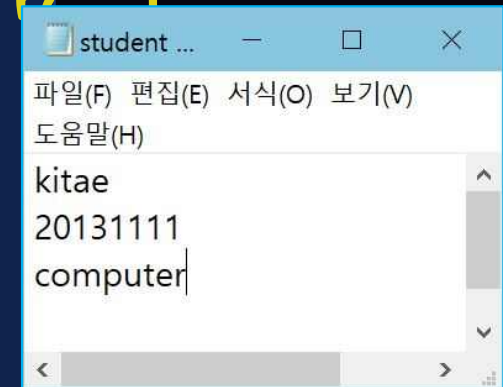 student ...
파일(F) 편집(E) 서식(O) 보기(V)
도움말(H)
kitae
20131111
computer